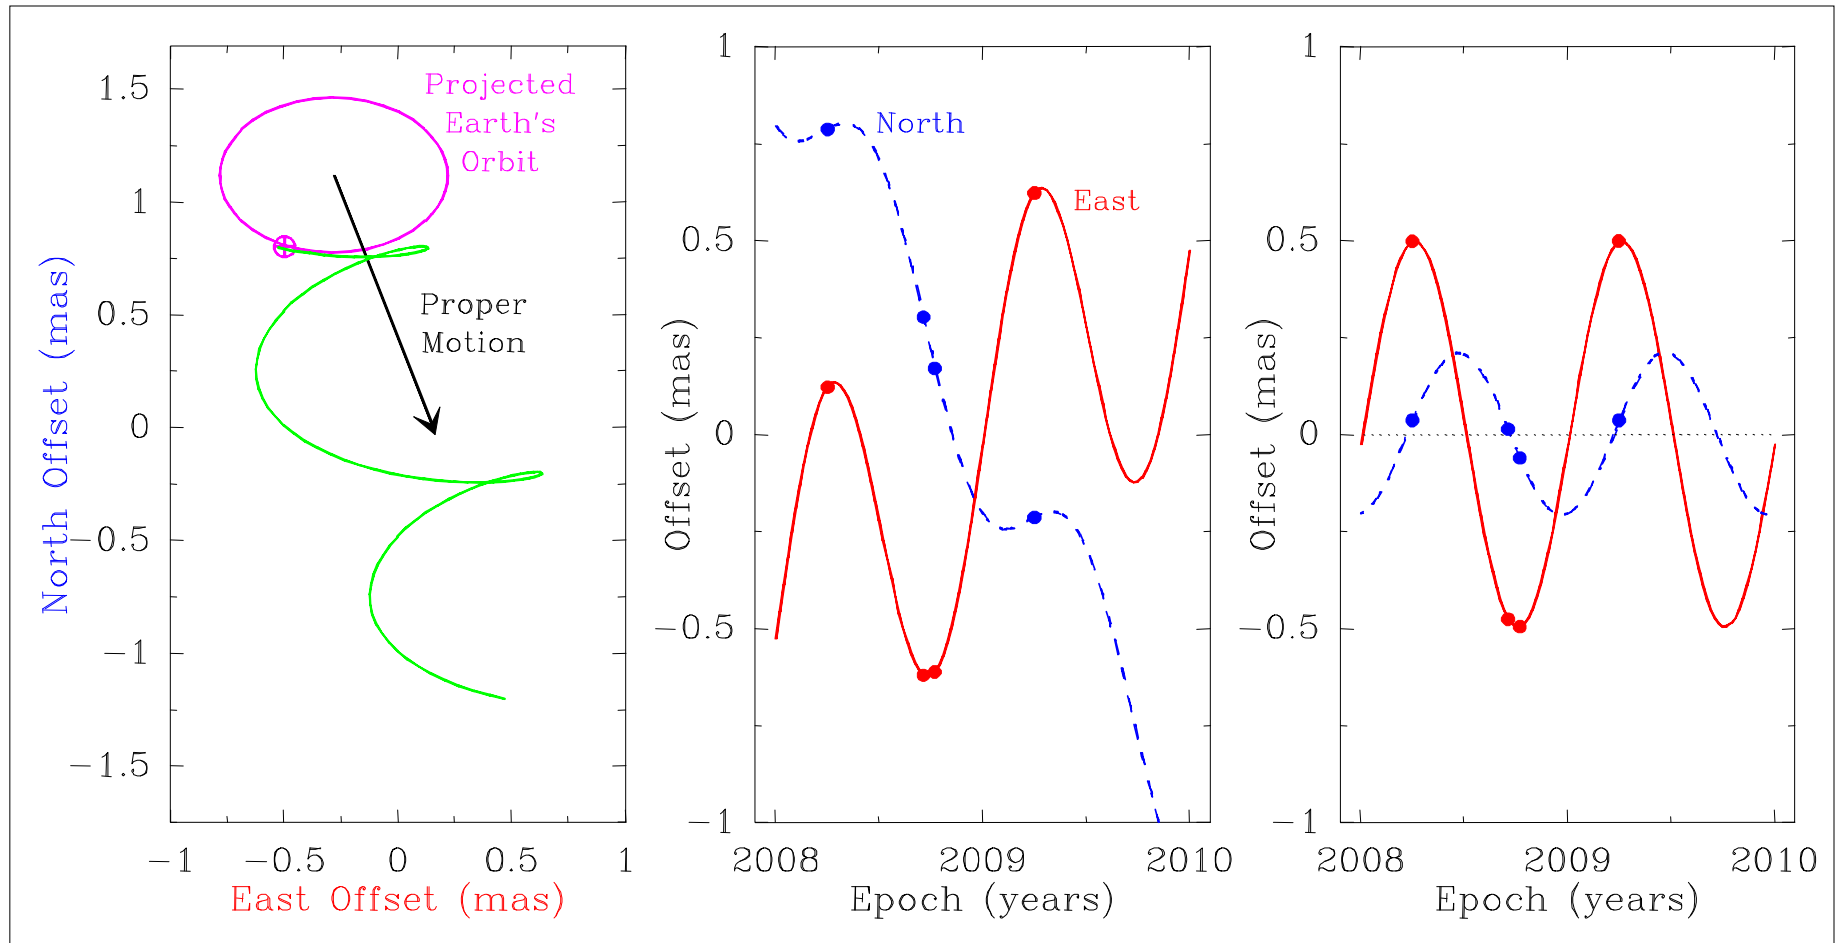 Projected
Earth's
Orbit
Proper
Motion
1.5
1
0.5
0
−0.5
−1
−1.5
North Offset (mas)
−1 −0.5 0 0.5 1
East Offset (mas)
North
East
1
0.5
0
−0.5
−1
Offset (mas)
2008 2009 2010
Epoch (years)
1
0.5
0
−0.5
−1
Offset (mas)
2008 2009 2010
Epoch (years)